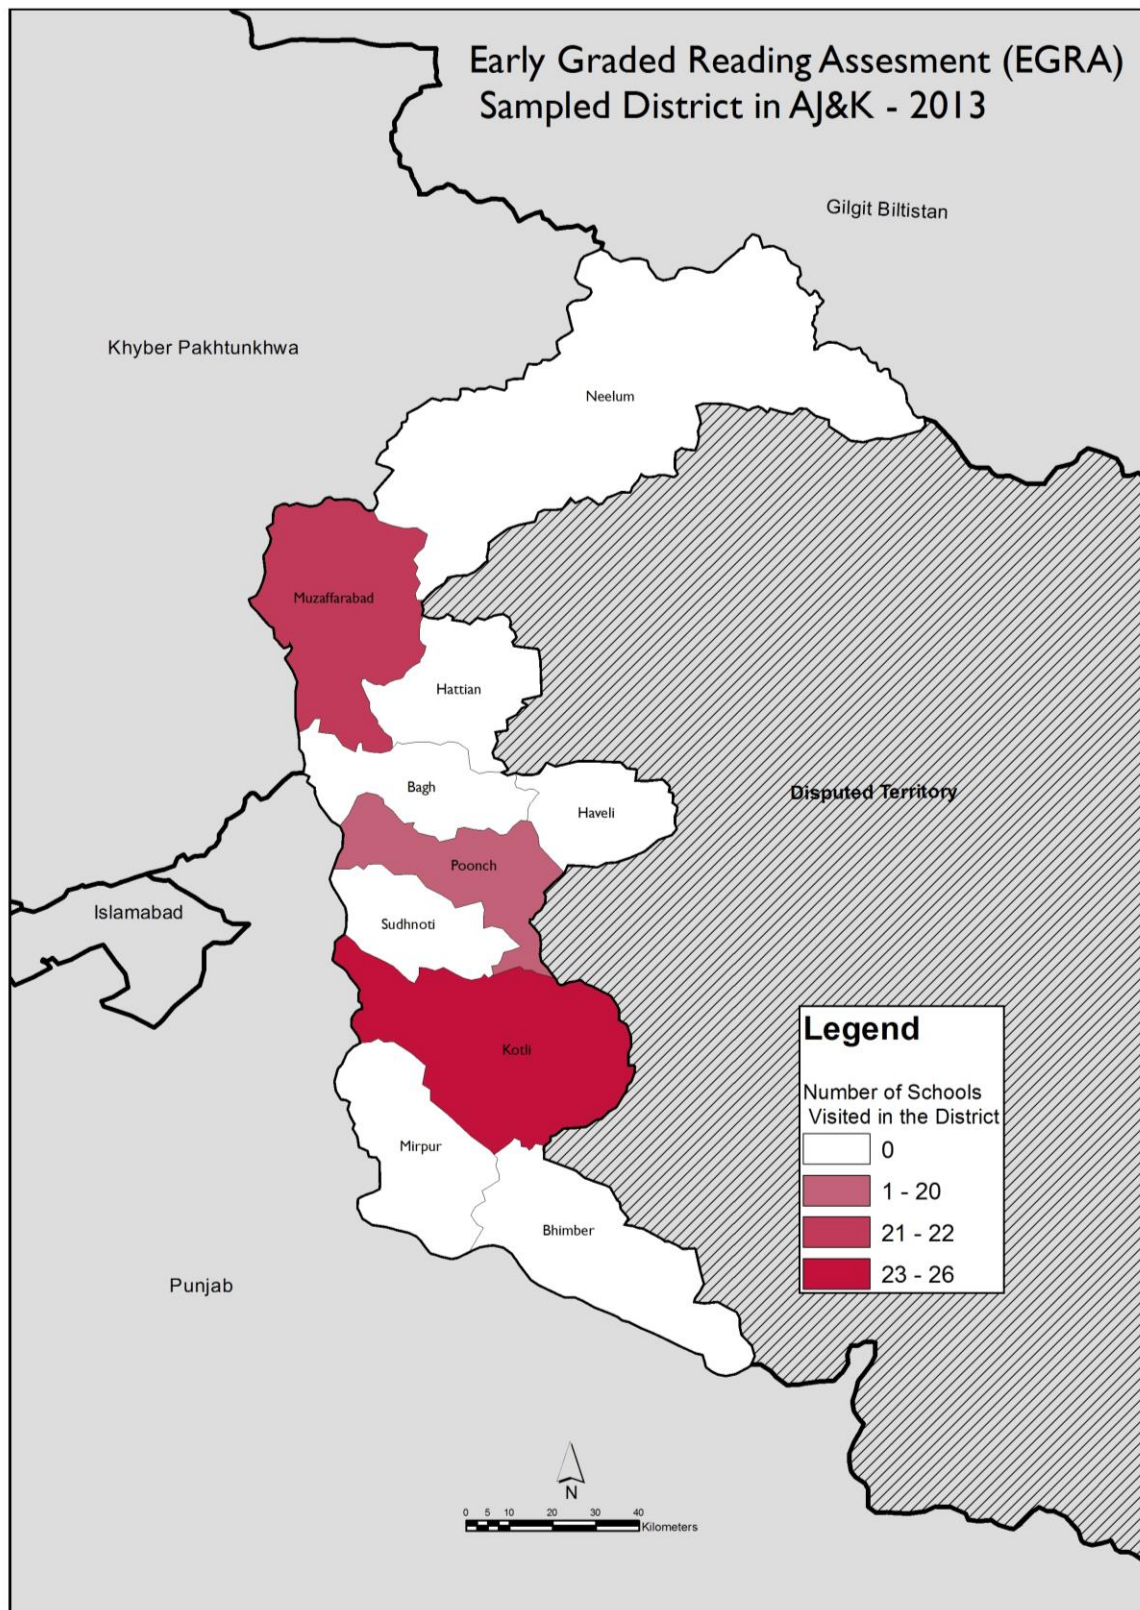 Early Graded Reading Assesment (EGRA)
Sampled District in AJ&K - 2013
Gilgit Biltistan
Khyber Pakhtunkhwa
Neelum
Muzaffarabad
Hattian
Bagh
Haveli
Disputed Territory
Poonch
Islamabad
Sudhnoti
Kotli
Mirpur
Bhimber
Punjab
Legend
Number of Schools
Visited in the District
0
1 - 20
21 - 22
23 - 26
N
0 5 10 20 30 40
Kilometers